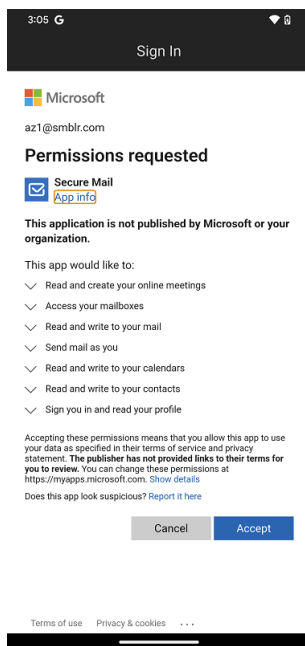 3:05 G
Sign In
Microsoft
az1@smblr.com
Permissions requested
Secure Mail
App info
This application is not published by Microsoft or your
organization.
This app would like to:
Read and create your online meetings
Access your mailboxes
Read and write to your mail
Send mail as you
Read and write to your calendars
Read and write to your contacts
Sign you in and read your profile
Accepting these permissions means that you allow this app to use
your data as specified in their terms of service and privacy
statement. The publisher has not provided links to their terms for
you to review. You can change these permissions at
https://myapps.microsoft.com. Show details
Does this app look suspicious? Report it here
Cancel Accept
Terms of use Privacy & cookies ...